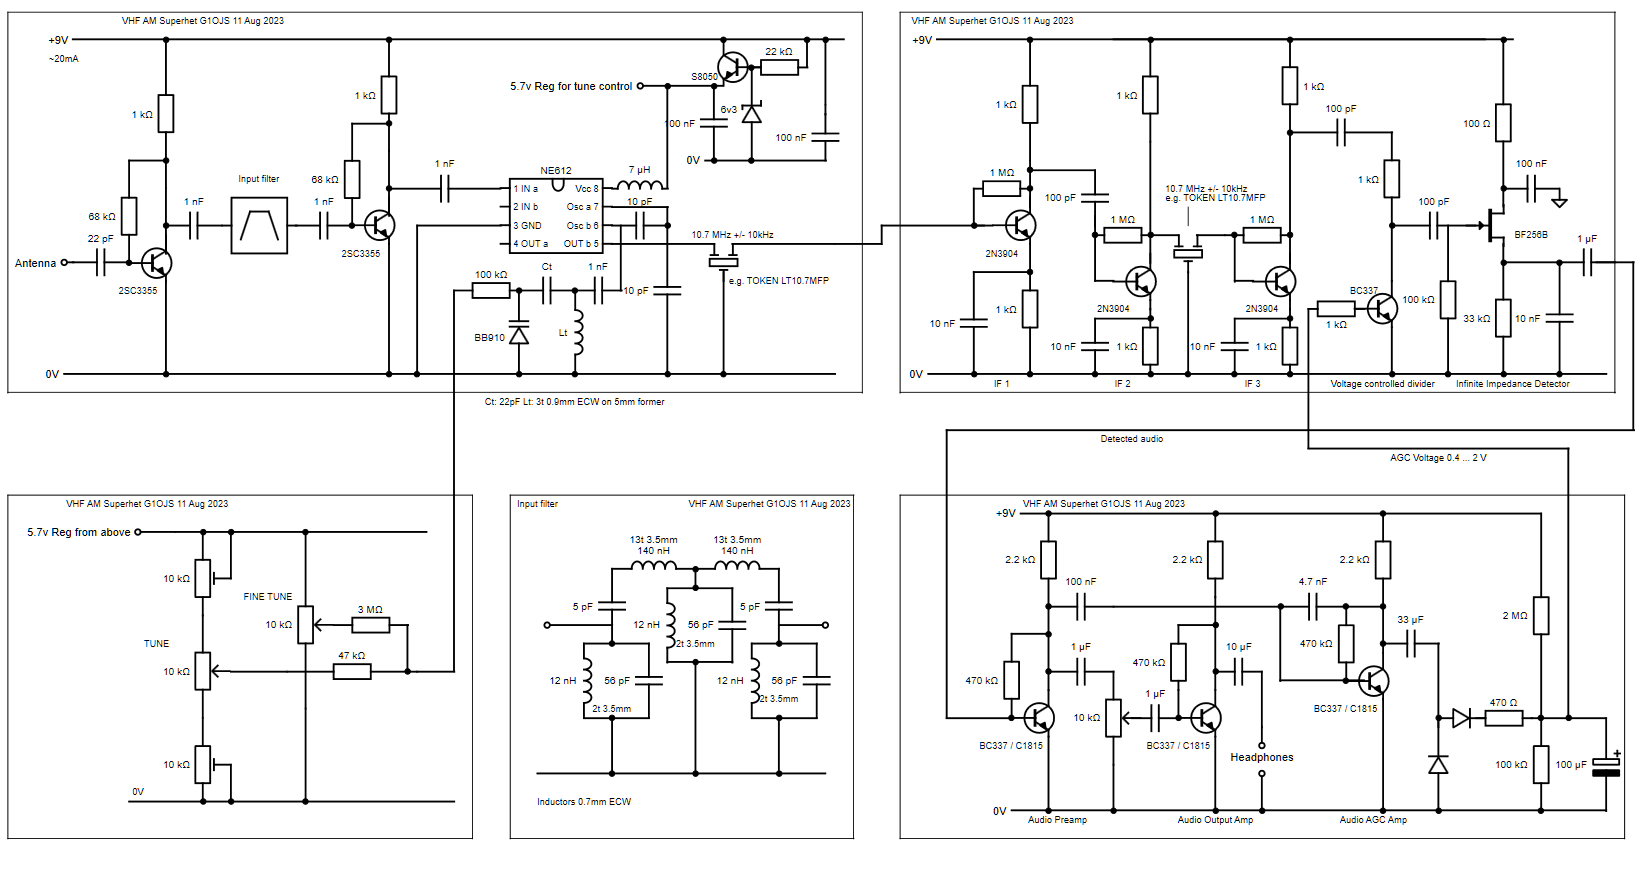 VHF AM Superhet G1OJS 11 Aug 2023
+9V
~20mA
1 kΩ
1 kΩ
S8050
22 kΩ
5.7v Reg for tune control
6v3
100 nF
100 nF
0V
Input filter
68 kΩ
1 nF
NE612
7 µH
1 IN a
Vcc 8
2 IN b
Osc a 7
3 GND
Osc b 6
4 OUT a
OUT b 5
10 pF
68 kΩ
1 nF
1 nF
22 pF
Antenna
2SC3355
2SC3355
10.7 MHz +/- 10kHz
e.g. TOKEN LT10.7MFP
100 kΩ
Ct
1 nF
10 pF
BB910
Lt
0V
Ct: 22pF Lt: 3t 0.9mm ECW on 5mm former
VHF AM Superhet G1OJS 11 Aug 2023
+9V
1 kΩ
1 kΩ
1 kΩ
100 pF
100 Ω
1 MΩ
100 pF
10.7 MHz +/- 10kHz
e.g. TOKEN LT10.7MFP
1 kΩ
100 nF
1 MΩ
1 MΩ
100 pF
BF256B
1 µF
2N3904
2N3904
2N3904
BC337
1 kΩ
100 kΩ
33 kΩ
10 nF
10 nF
1 kΩ
10 nF
1 kΩ
10 nF
1 kΩ
0V
IF 1
IF 2
IF 3
Voltage controlled divider
Infinite Impedance Detector
Detected audio
AGC Voltage 0.4 ... 2 V
VHF AM Superhet G1OJS 11 Aug 2023
5.7v Reg from above
10 kΩ
FINE TUNE
10 kΩ
3 MΩ
TUNE
10 kΩ
47 kΩ
10 kΩ
0V
Input filter
VHF AM Superhet G1OJS 11 Aug 2023
13t 3.5mm
140 nH
13t 3.5mm
140 nH
5 pF
12 nH
56 pF
5 pF
2t 3.5mm
12 nH
56 pF
12 nH
56 pF
2t 3.5mm
2t 3.5mm
Inductors 0.7mm ECW
VHF AM Superhet G1OJS 11 Aug 2023
+9V
2.2 kΩ
2.2 kΩ
2.2 kΩ
100 nF
4.7 nF
2 MΩ
33 µF
1 µF
470 kΩ
10 µF
470 kΩ
470 kΩ
1 µF
10 kΩ
470 Ω
BC337 / C1815
BC337 / C1815
BC337 / C1815
Headphones
100 kΩ
100 µF
+
0V
Audio Preamp
Audio Output Amp
Audio AGC Amp